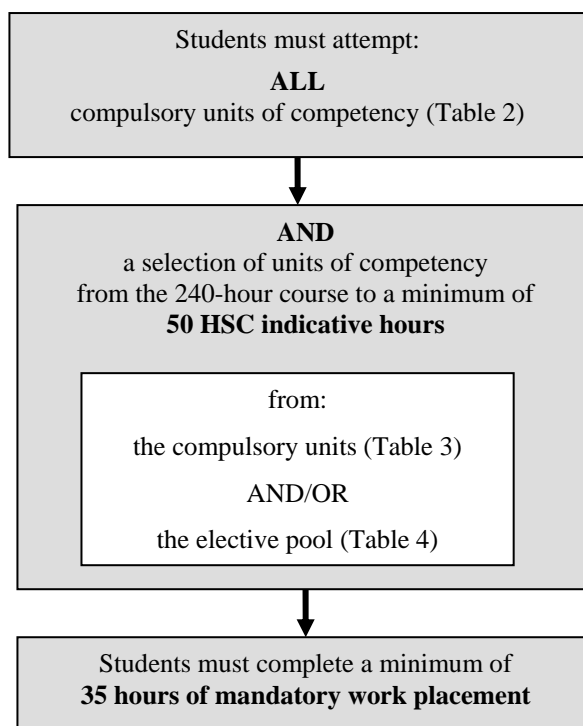 Students must attempt:
ALL
compulsory units of competency (Table 2)
AND
a selection of units of competency
from the 240-hour course to a minimum of
50 HSC indicative hours
from:
the compulsory units (Table 3)
AND/OR
the elective pool (Table 4)
Students must complete a minimum of
35 hours of mandatory work placement